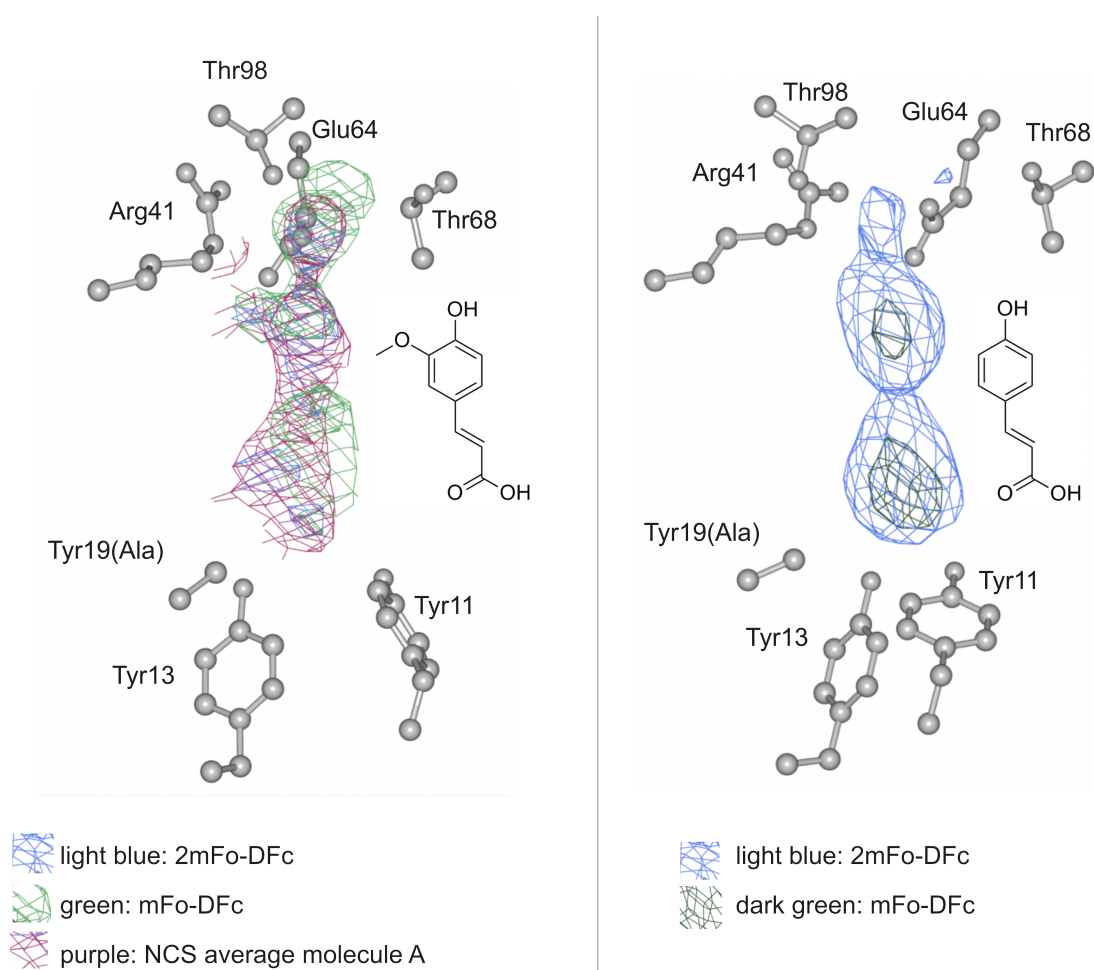 Thr98
Glu64
Arg41
Thr68
OH
O
O
OH
Tyr19(Ala)
Tyr11
Tyr13
light blue: 2mFo-DFc
green: mFo-DFc
purple: NCS average molecule A
Thr98
Glu64
Thr68
Arg41
OH
O
OH
Tyr19(Ala)
Tyr11
Tyr13
light blue: 2mFo-DFc
dark green: mFo-DFc